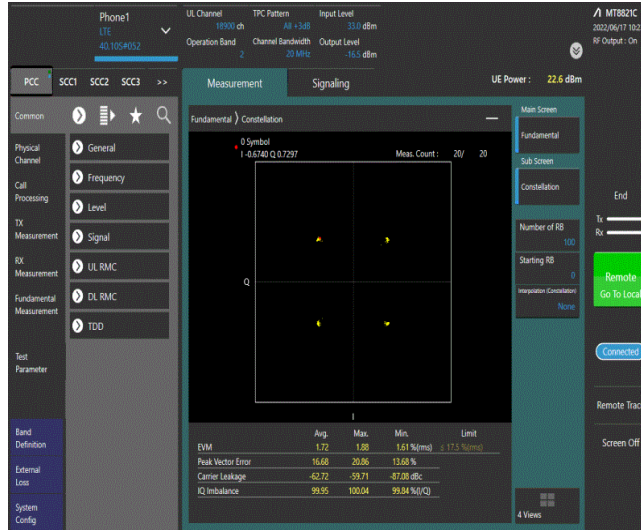 Phone1
LTE
40.10S#052
UL Channel
18900 ch
TPC Pattern
All +3dB
Input Level
33.0 dBm
Operation Band
2
Channel Bandwidth
20 MHz
Output Level
-16.5 dBm
MT8821C
2022/06/17 10:2
RF Output : On
PCC SCC1 SCC2 SCC3 >>
Measurement Signaling
UE Power : 22.6 dBm
Common
Physical
Channel
Call
Processing
TX
Measurement
RX
Measurement
Fundamental
Measurement
Test
Parameter
Band
Definition
External
Loss
System
Config
General
Frequency
Level
Signal
UL RMC
DL RMC
TDD
Fundamental > Constellation
0 Symbol
I -0.6740 Q 0.7297
Meas. Count : 20/ 20
Q
I
Avg. Max. Min. Limit
EVM 1.72 1.88 1.61 %(rms) ≤ 17.5 %(rms)
Peak Vector Error 16.68 20.86 13.68 %
Carrier Leakage -62.72 -59.71 -87.08 dBc
IQ Imbalance 99.95 100.04 99.84 %(I/Q)
Main Screen
Fundamental
Sub Screen
Constellation
Number of RB
100
Starting RB
0
Interpolation (Constellation)
None
4 Views
End
Tx
Rx
Remote
Go To Local
Connected
Remote Trac
Screen Off